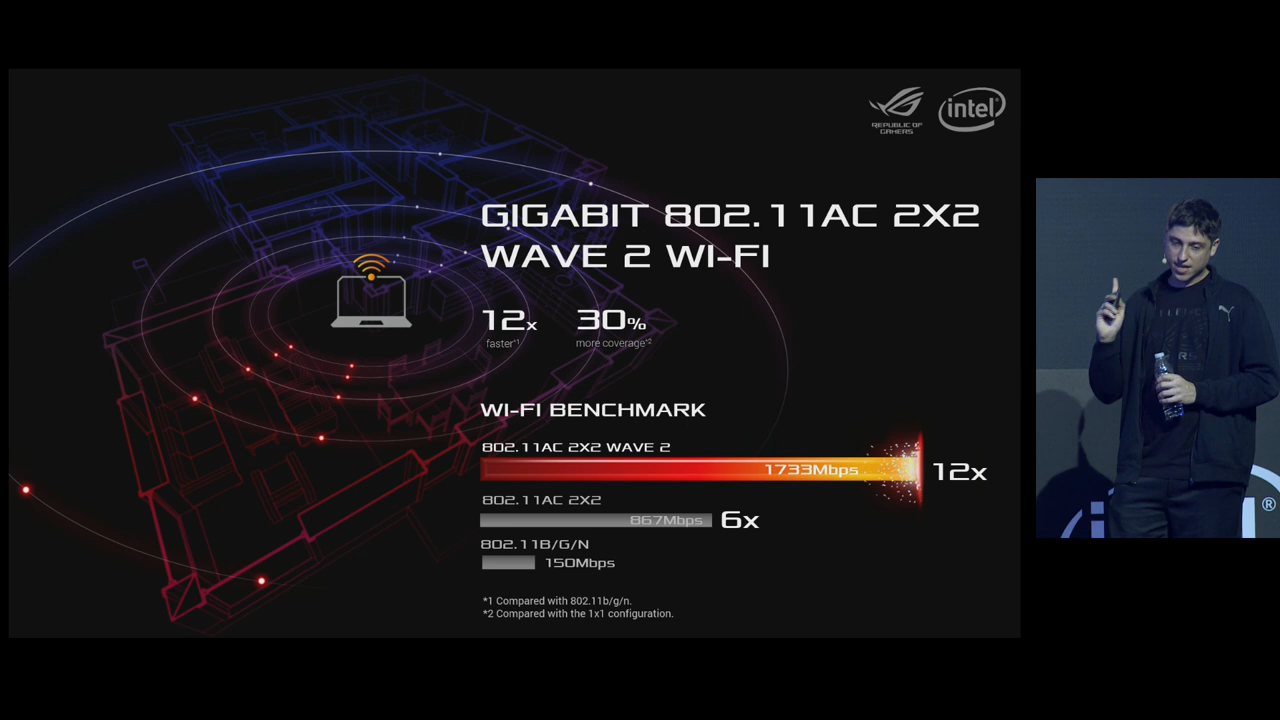 REPUBLIC OF
GAMERS
intel
GIGABIT 802.11AC 2X2
WAVE 2 WI-FI
12x
faster*1
30%
more coverage*2
WI-FI BENCHMARK
802.11AC 2X2 WAVE 2
1733Mbps
12x
802.11AC 2X2
867Mbps
6x
802.11B/G/N
150Mbps
*1 Compared with 802.11b/g/n.
*2 Compared with the 1x1 configuration.
®